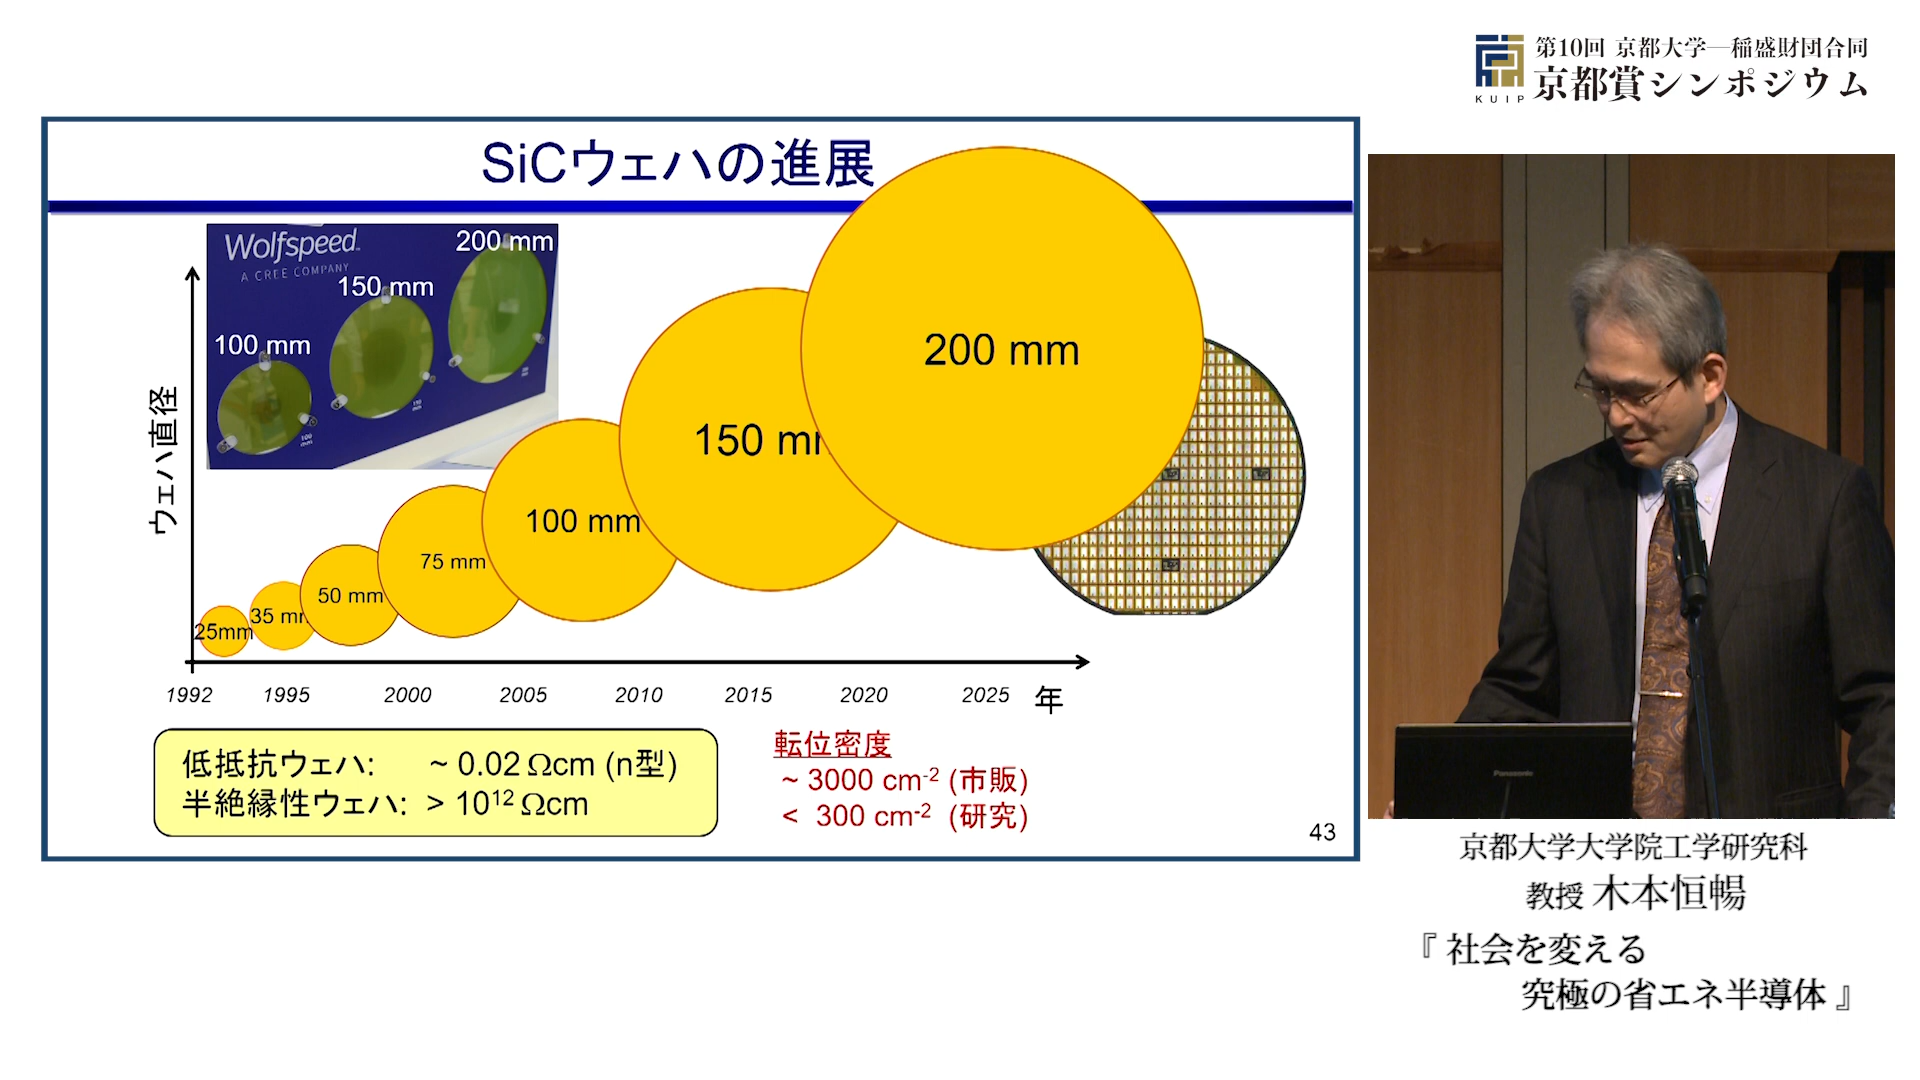 第10回 京都大学―稲盛財団合同
京都賞シンポジウム
KUIP
SiCウェハの進展
Wolfspeed
A CREE COMPANY
100 mm
150 mm
200 mm
ウェハ直径
25mm
35 mm
50 mm
75 mm
100 mm
150 mm
200 mm
1992 1995 2000 2005 2010 2015 2020 2025 年
低抵抗ウェハ: ~ 0.02 Ωcm (n型)
半絶縁性ウェハ: > 10¹² Ωcm
転位密度
~ 3000 cm⁻² (市販)
< 300 cm⁻² (研究)
43
Panasonic
京都大学大学院工学研究科
教授 木本恒暢
『 社会を変える
究極の省エネ半導体 』